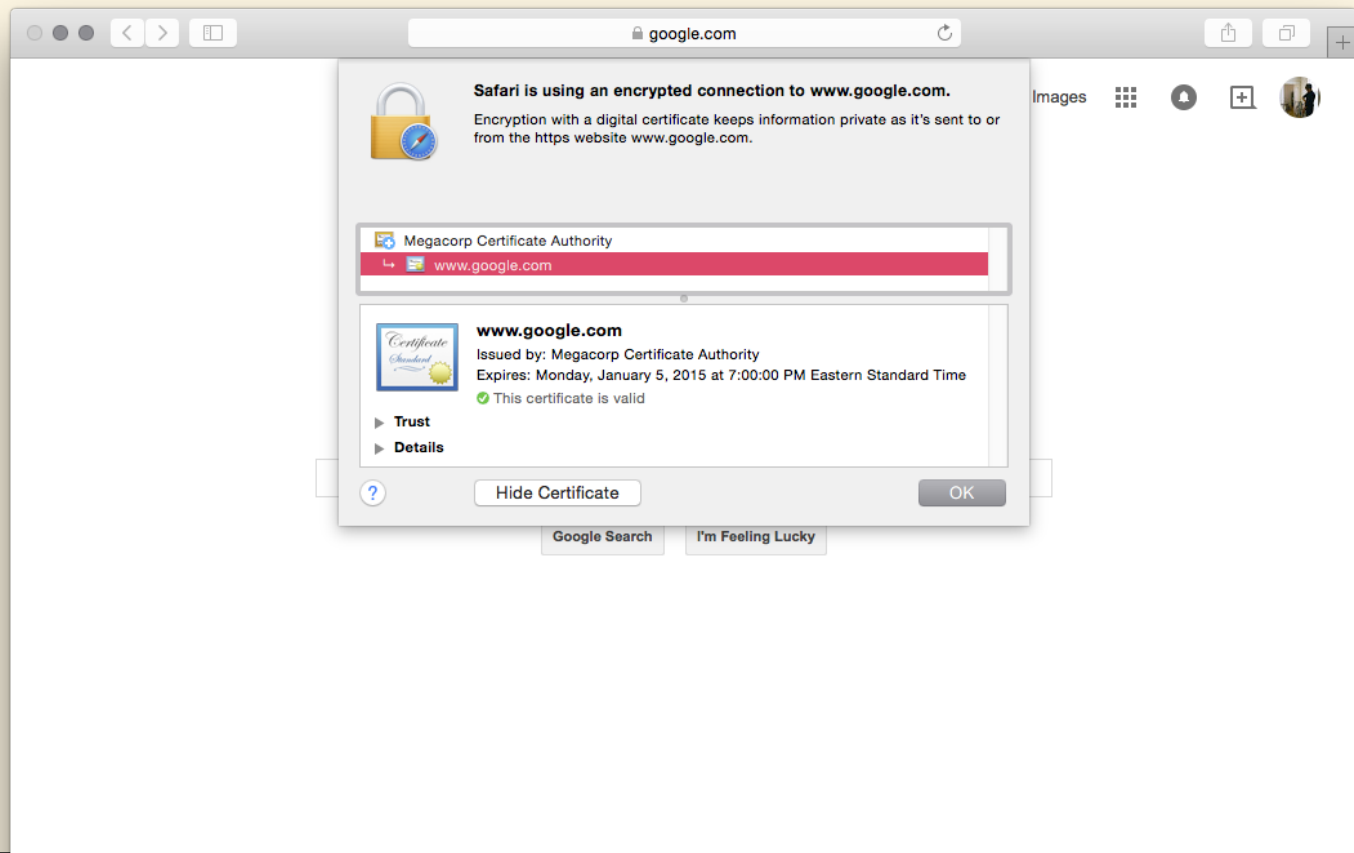 google.com
Safari is using an encrypted connection to www.google.com.
Encryption with a digital certificate keeps information private as it's sent to or
from the https website www.google.com.
Images
Megacorp Certificate Authority
www.google.com
Certificate
Standard
www.google.com
Issued by: Megacorp Certificate Authority
Expires: Monday, January 5, 2015 at 7:00:00 PM Eastern Standard Time
This certificate is valid
Trust
Details
?
Hide Certificate
OK
Google Search
I'm Feeling Lucky